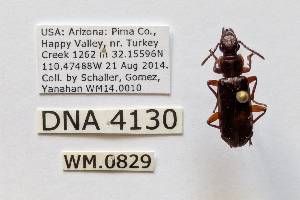 USA: Arizona: Pima Co.,
Happy Valley, nr. Turkey
Creek 1262 m 32.15596N
110.47488W 21 Aug 2014.
Coll. by Schaller, Gomez,
Yanahan WM14.0010
DNA 4130
WM.0829